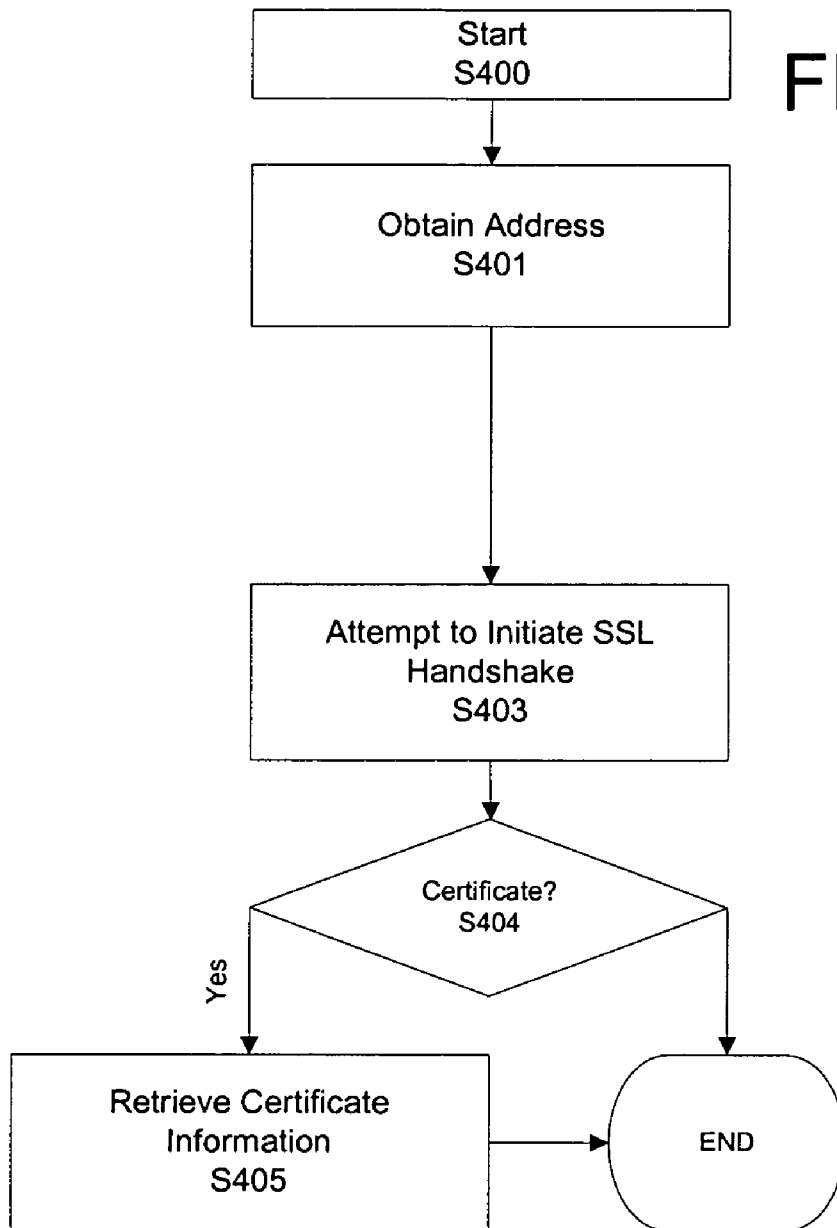 Start
S400
Obtain Address
S401
Attempt to Initiate SSL
Handshake
S403
Certificate?
S404
Yes
Retrieve Certificate
Information
S405
END